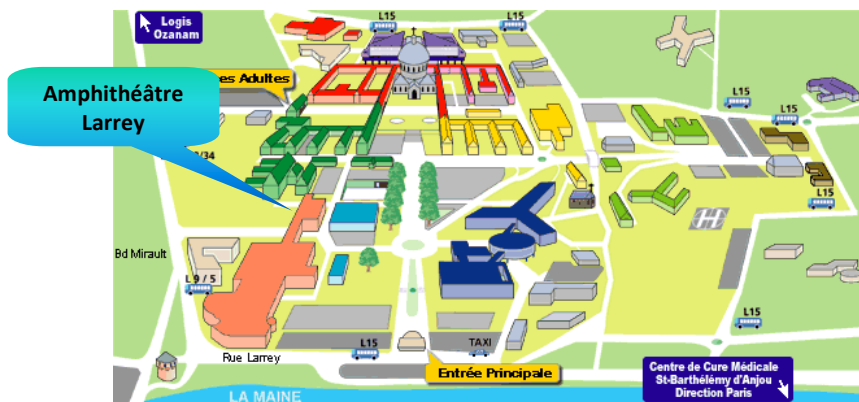 L15
L15
Logis
Ozanam
es Adultes
Amphithéâtre
Larrey
L15
L15
/34
L15
H
Bd Mirault
L 9 / 5
L15
Rue Larrey
L15
TAXI
Entrée Principale
Centre de Cure Médicale
St-Barthélémy d'Anjou
Direction Paris
LA MAINE